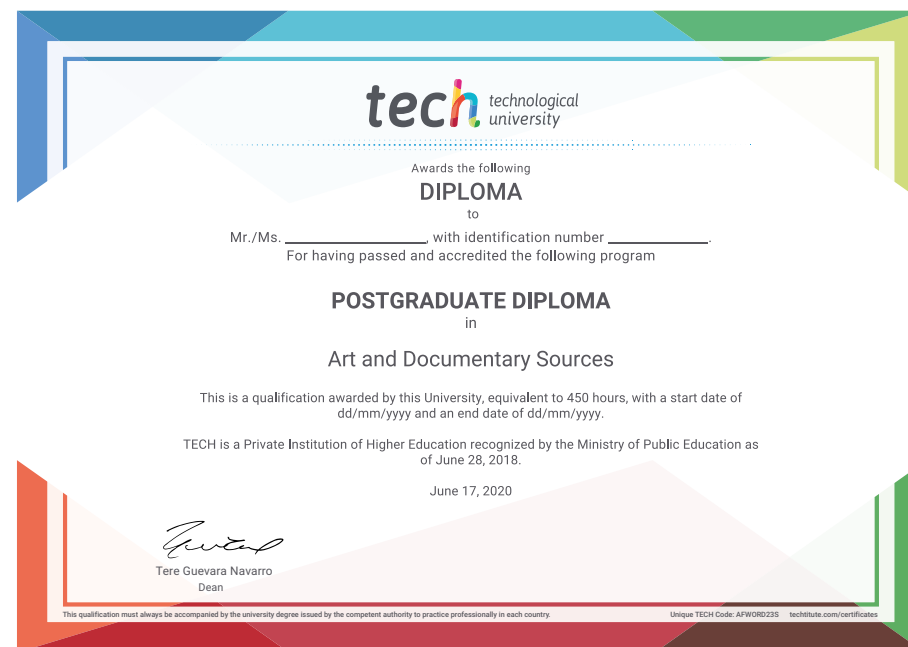 tech technological
university
Awards the following
DIPLOMA
to
Mr./Ms. ____________, with identification number ____________.
For having passed and accredited the following program
POSTGRADUATE DIPLOMA
in
Art and Documentary Sources
This is a qualification awarded by this University, equivalent to 450 hours, with a start date of
dd/mm/yyyy and an end date of dd/mm/yyyy.
TECH is a Private Institution of Higher Education recognized by the Ministry of Public Education as
of June 28, 2018.
June 17, 2020
Tere Guevara Navarro
Dean
This qualification must always be accompanied by the university degree issued by the competent authority to practice professionally in each country. Unique TECH Code: AFWORD23S techtitute.com/certificates